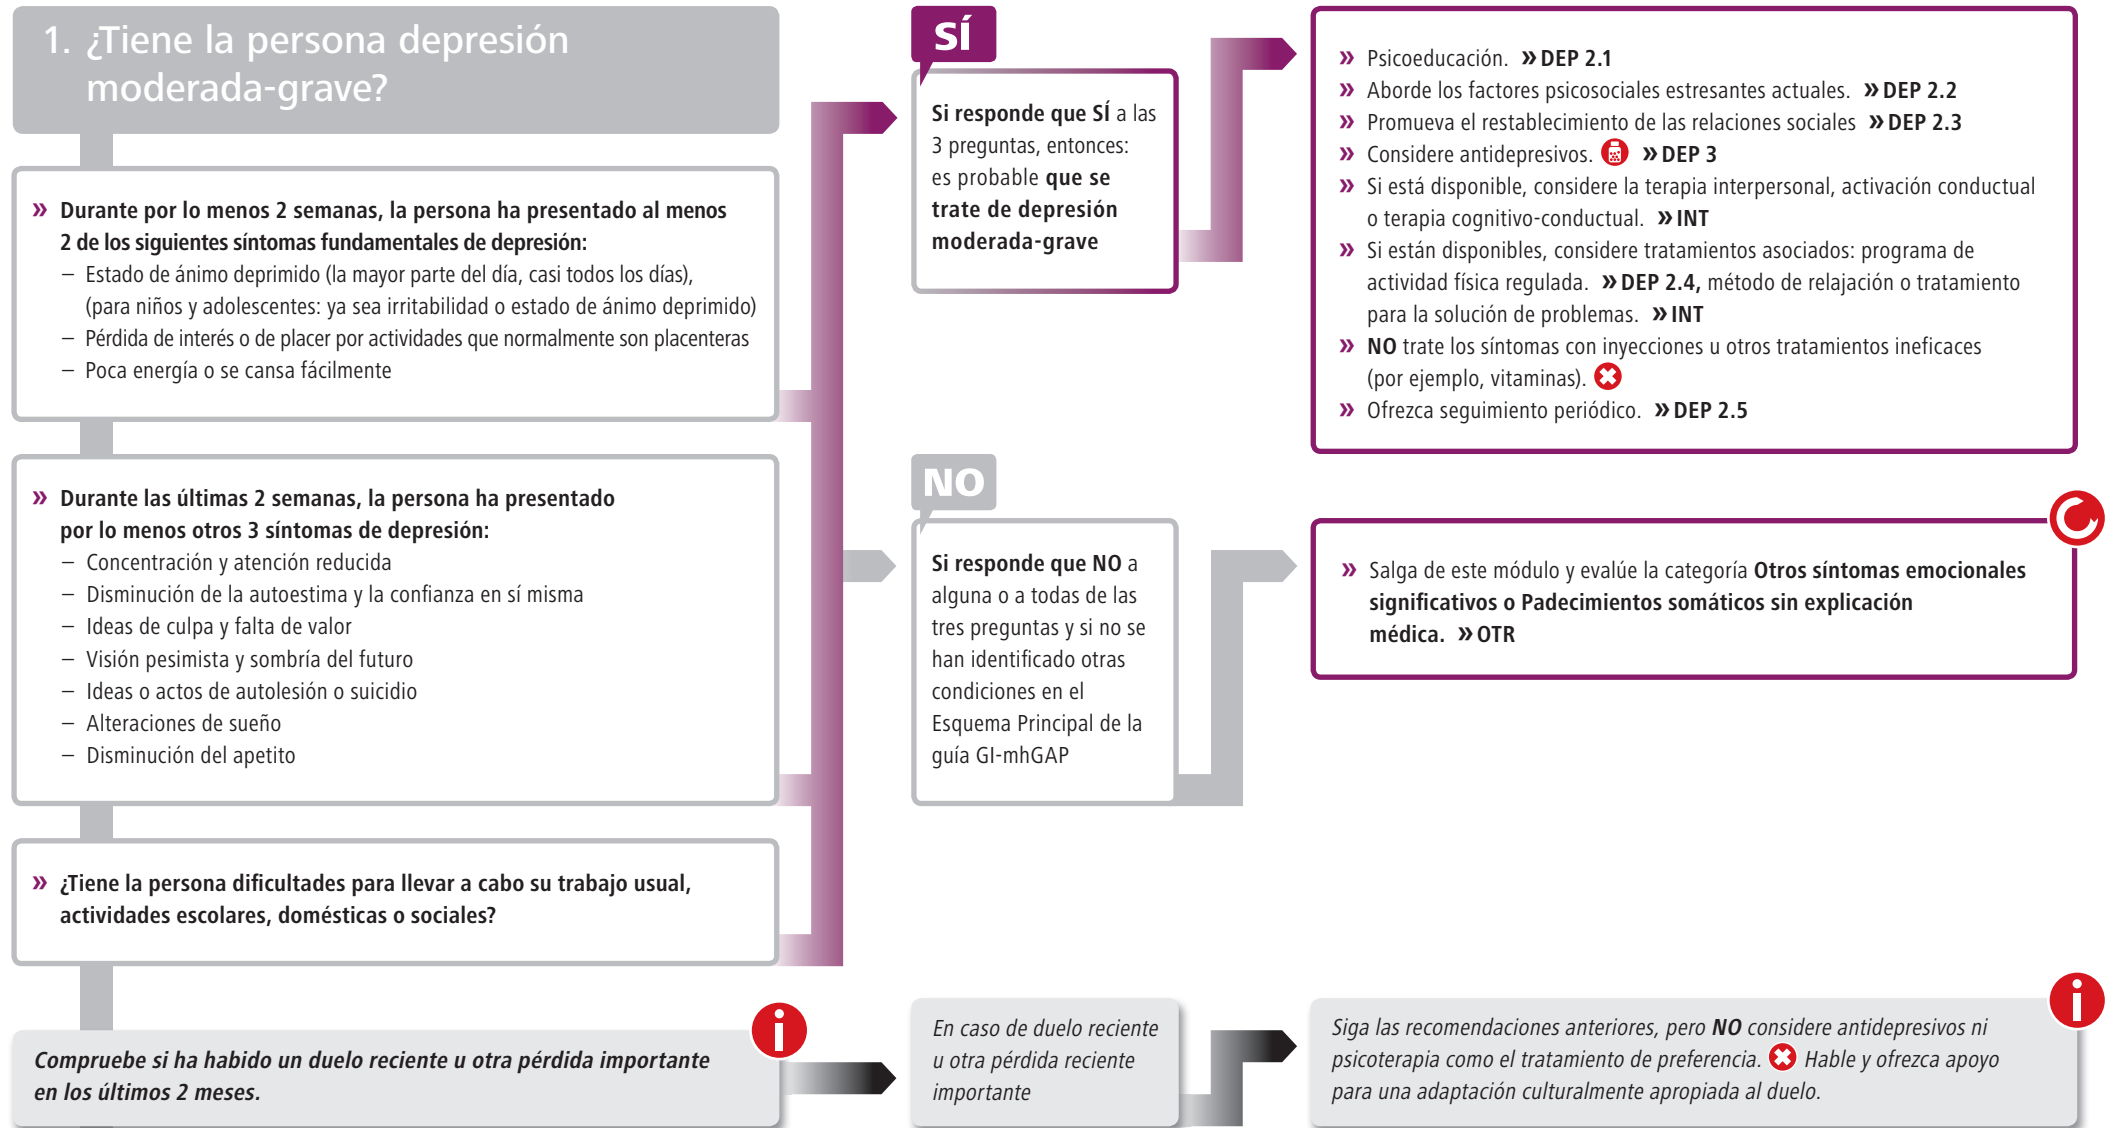 1. ¿Tiene la persona depresión
moderada-grave?
» Durante por lo menos 2 semanas, la persona ha presentado al menos
2 de los siguientes síntomas fundamentales de depresión:
– Estado de ánimo deprimido (la mayor parte del día, casi todos los días),
(para niños y adolescentes: ya sea irritabilidad o estado de ánimo deprimido)
– Pérdida de interés o de placer por actividades que normalmente son placenteras
– Poca energía o se cansa fácilmente
» Durante las últimas 2 semanas, la persona ha presentado
por lo menos otros 3 síntomas de depresión:
– Concentración y atención reducida
– Disminución de la autoestima y la confianza en sí misma
– Ideas de culpa y falta de valor
– Visión pesimista y sombría del futuro
– Ideas o actos de autolesión o suicidio
– Alteraciones de sueño
– Disminución del apetito
» ¿Tiene la persona dificultades para llevar a cabo su trabajo usual,
actividades escolares, domésticas o sociales?
SÍ
Si responde que SÍ a las
3 preguntas, entonces:
es probable que se
trate de depresión
moderada-grave
» Psicoeducación. » DEP 2.1
» Aborde los factores psicosociales estresantes actuales. » DEP 2.2
» Promueva el restablecimiento de las relaciones sociales » DEP 2.3
» Considere antidepresivos. » DEP 3
» Si está disponible, considere la terapia interpersonal, activación conductual
o terapia cognitivo-conductual. » INT
» Si están disponibles, considere tratamientos asociados: programa de
actividad física regulada. » DEP 2.4, método de relajación o tratamiento
para la solución de problemas. » INT
» NO trate los síntomas con inyecciones u otros tratamientos ineficaces
(por ejemplo, vitaminas).
» Ofrezca seguimiento periódico. » DEP 2.5
NO
Si responde que NO a
alguna o a todas de las
tres preguntas y si no se
han identificado otras
condiciones en el
Esquema Principal de la
guía GI-mhGAP
» Salga de este módulo y evalúe la categoría Otros síntomas emocionales
significativos o Padecimientos somáticos sin explicación
médica. » OTR
Compruebe si ha habido un duelo reciente u otra pérdida importante
en los últimos 2 meses.
i
En caso de duelo reciente
u otra pérdida reciente
importante
i
Siga las recomendaciones anteriores, pero NO considere antidepresivos ni
psicoterapia como el tratamiento de preferencia. Hable y ofrezca apoyo
para una adaptación culturalmente apropiada al duelo.